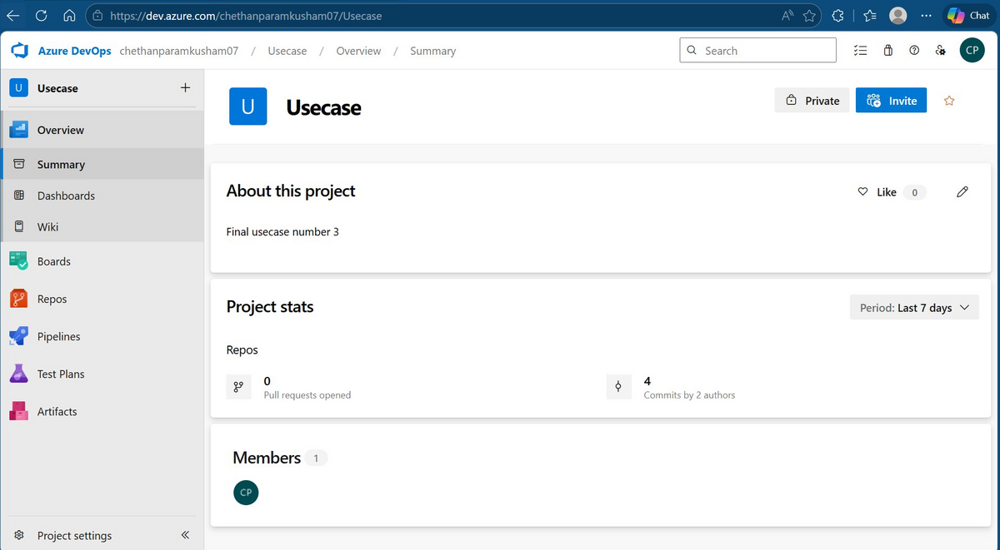 https://dev.azure.com/chethanparamkusham07/Usecase
Chat
Azure DevOps chethanparamkusham07 / Usecase / Overview / Summary
Search
CP
U Usecase +
Overview
Summary
Dashboards
Wiki
Boards
Repos
Pipelines
Test Plans
Artifacts
Project settings
U Usecase
Private
Invite
About this project
Like 0
Final usecase number 3
Project stats
Period: Last 7 days
Repos
0
Pull requests opened
4
Commits by 2 authors
Members 1
CP